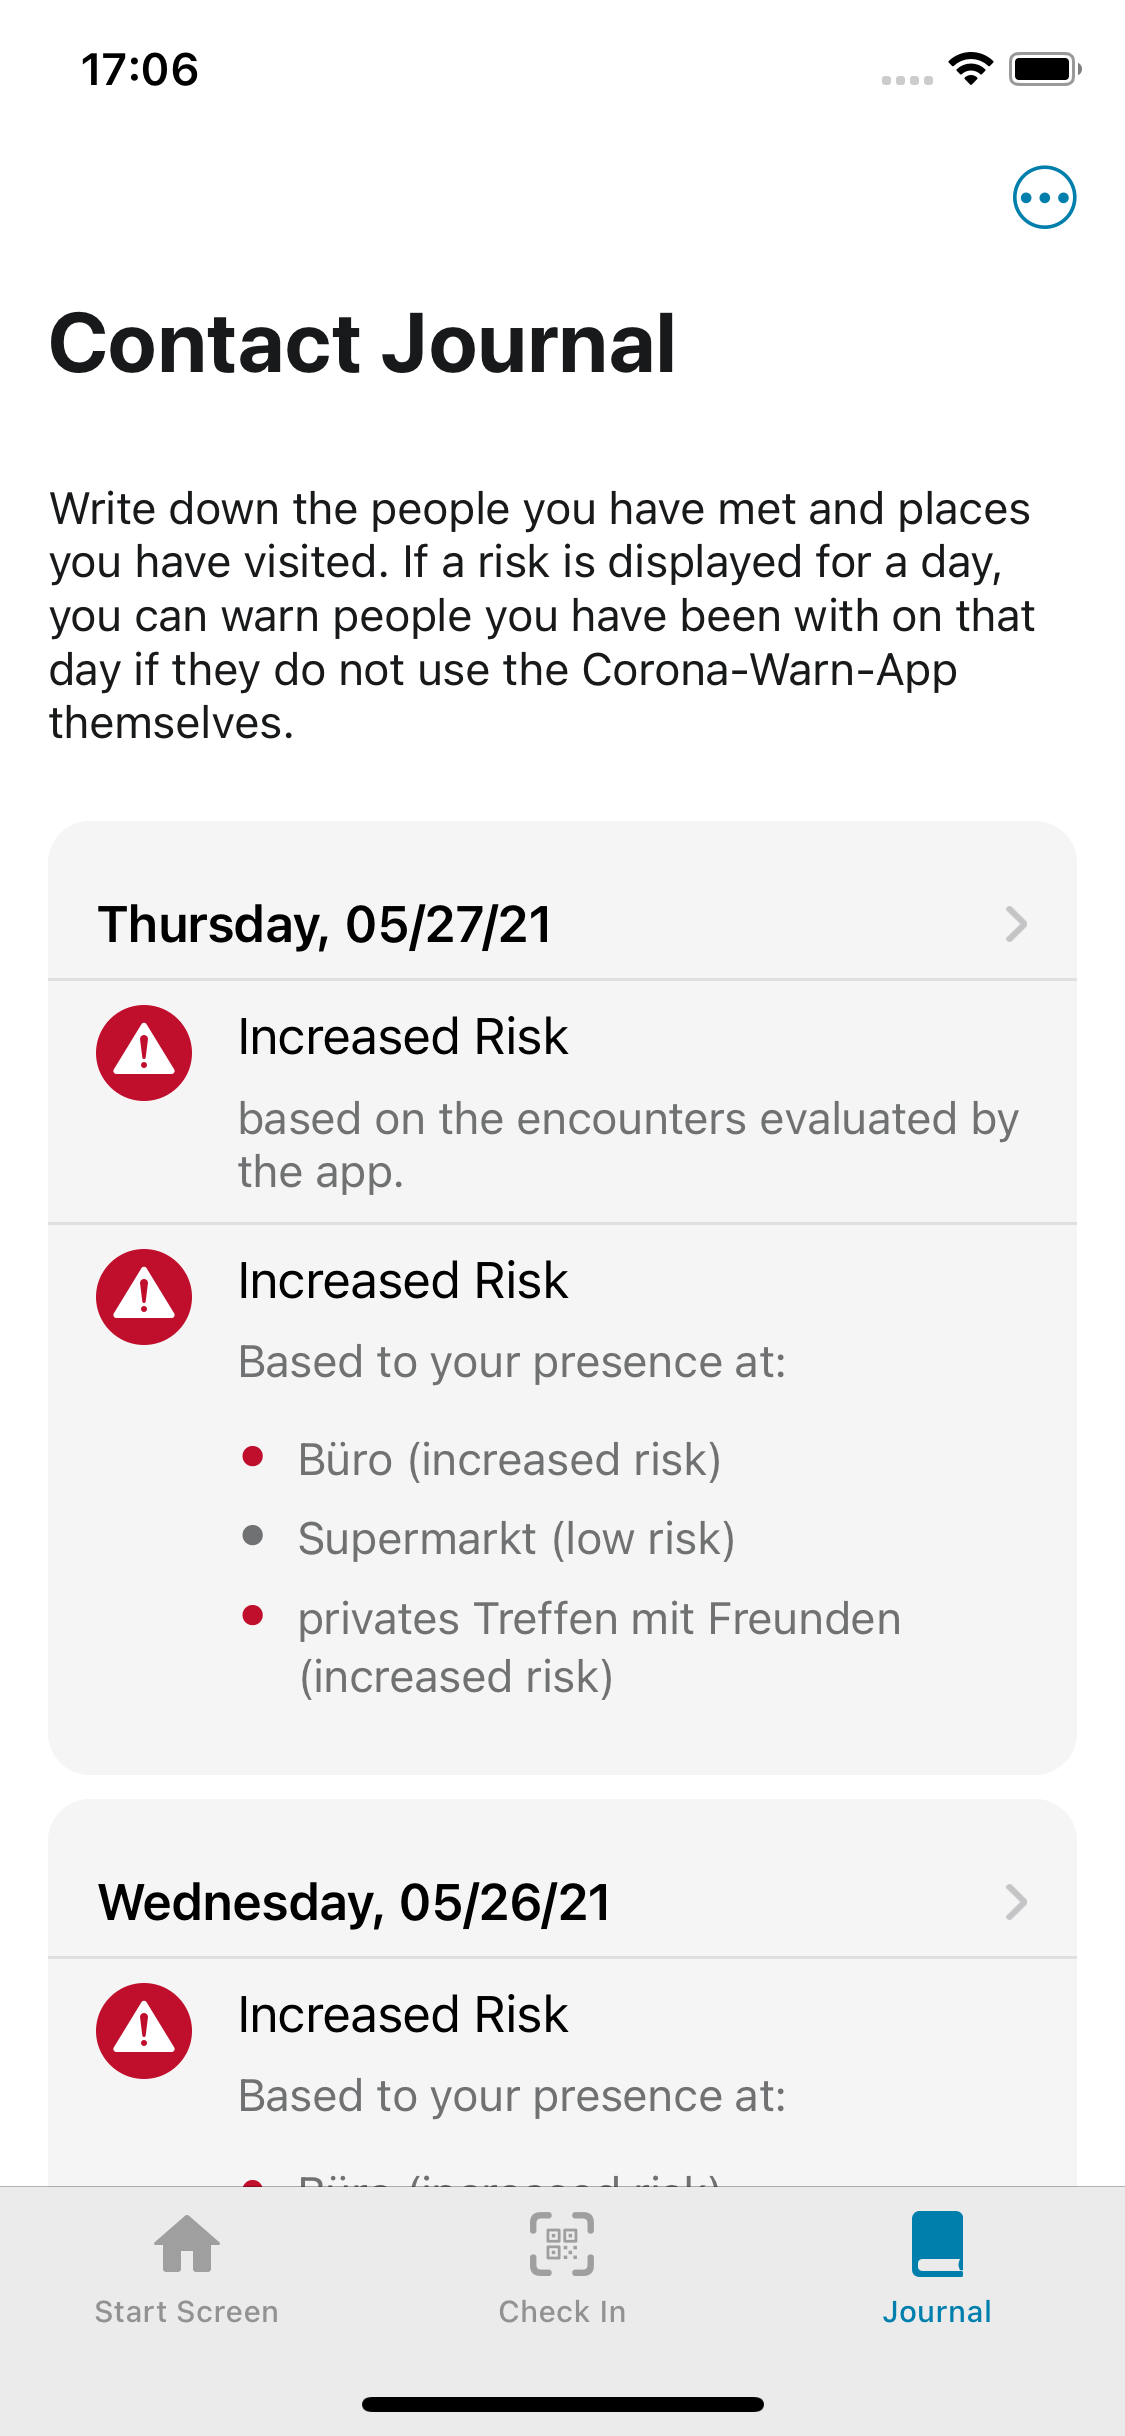 17:06
Contact Journal
Write down the people you have met and places
you have visited. If a risk is displayed for a day,
you can warn people you have been with on that
day if they do not use the Corona-Warn-App
themselves.
Thursday, 05/27/21
Increased Risk
based on the encounters evaluated by
the app.
Increased Risk
Based to your presence at:
Büro (increased risk)
Supermarkt (low risk)
privates Treffen mit Freunden
(increased risk)
Wednesday, 05/26/21
Increased Risk
Based to your presence at:
Büro (increased risk)
Start Screen
Check In
Journal